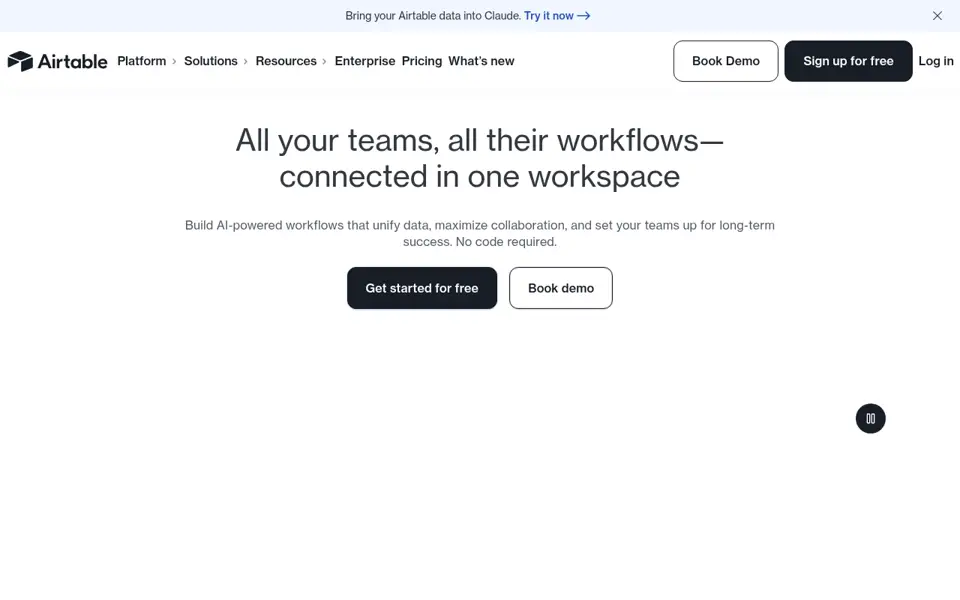 Bring your Airtable data into Claude. Try it now →
Airtable
Platform › Solutions › Resources › Enterprise Pricing What's new
Book Demo
Sign up for free
Log in
All your teams, all their workflows—
connected in one workspace
Build AI-powered workflows that unify data, maximize collaboration, and set your teams up for long-term
success. No code required.
Get started for free
Book demo